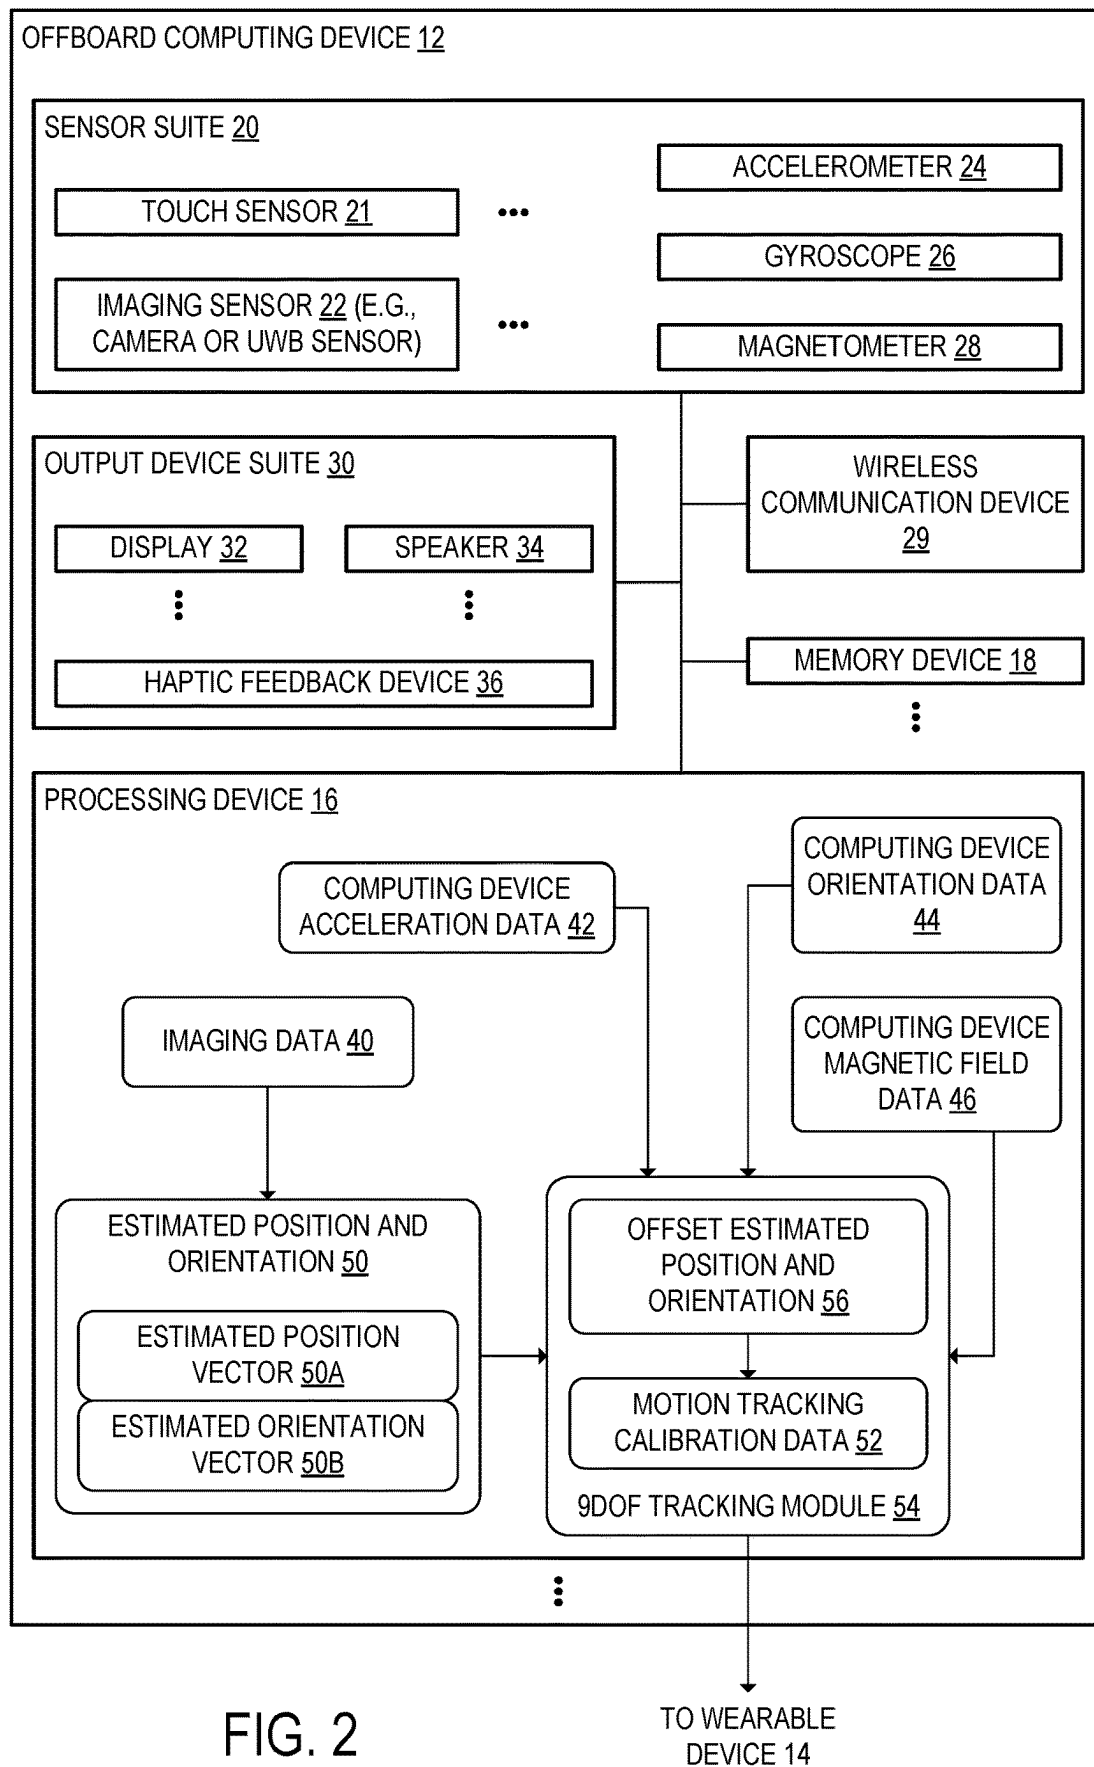 OFFBOARD COMPUTING DEVICE 12
SENSOR SUITE 20
TOUCH SENSOR 21
IMAGING SENSOR 22 (E.G.,
CAMERA OR UWB SENSOR)
ACCELEROMETER 24
GYROSCOPE 26
MAGNETOMETER 28
OUTPUT DEVICE SUITE 30
DISPLAY 32
SPEAKER 34
HAPTIC FEEDBACK DEVICE 36
WIRELESS
COMMUNICATION DEVICE
29
MEMORY DEVICE 18
PROCESSING DEVICE 16
COMPUTING DEVICE
ACCELERATION DATA 42
COMPUTING DEVICE
ORIENTATION DATA
44
IMAGING DATA 40
COMPUTING DEVICE
MAGNETIC FIELD
DATA 46
ESTIMATED POSITION AND
ORIENTATION 50
ESTIMATED POSITION
VECTOR 50A
ESTIMATED ORIENTATION
VECTOR 50B
OFFSET ESTIMATED
POSITION AND
ORIENTATION 56
MOTION TRACKING
CALIBRATION DATA 52
9DOF TRACKING MODULE 54
FIG. 2
TO WEARABLE
DEVICE 14